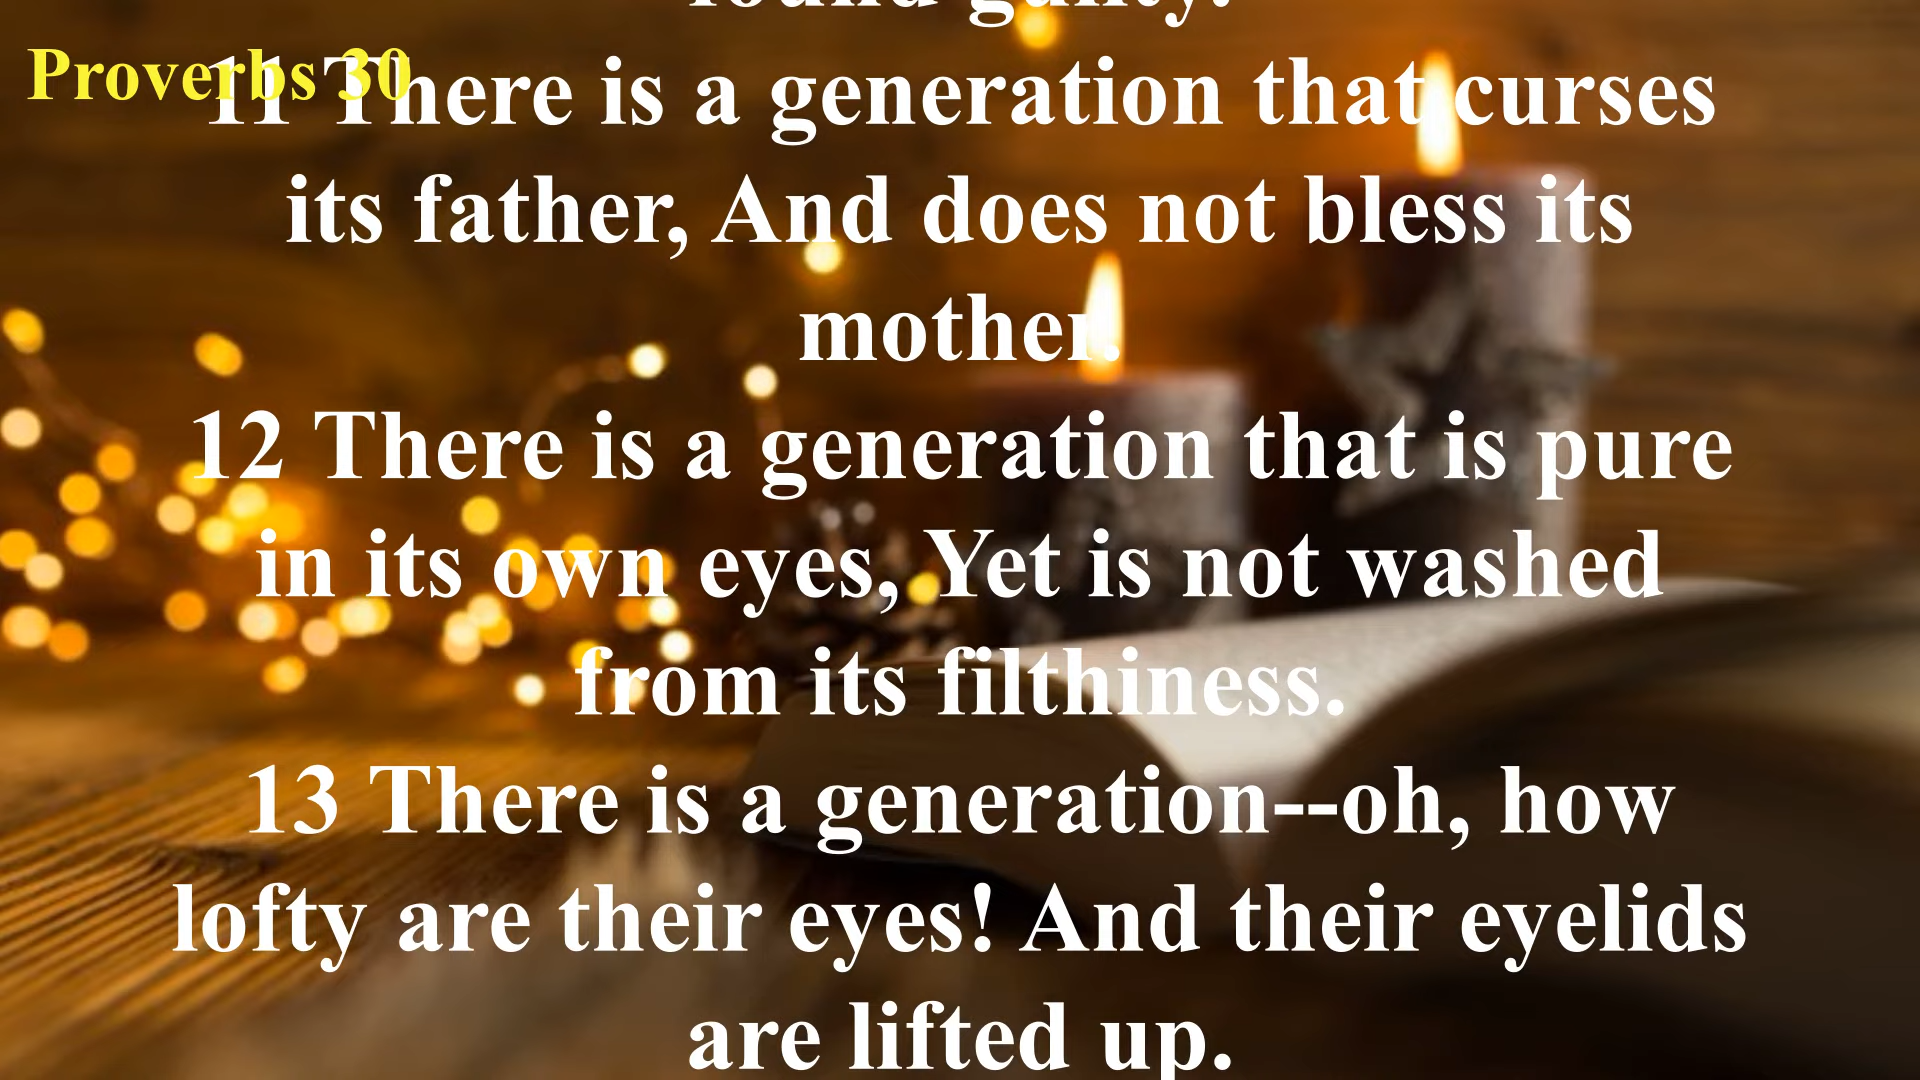 found guilty.
Proverbs 30
11 There is a generation that curses
its father, And does not bless its
mother.
12 There is a generation that is pure
in its own eyes, Yet is not washed
from its filthiness.
13 There is a generation--oh, how
lofty are their eyes! And their eyelids
are lifted up.